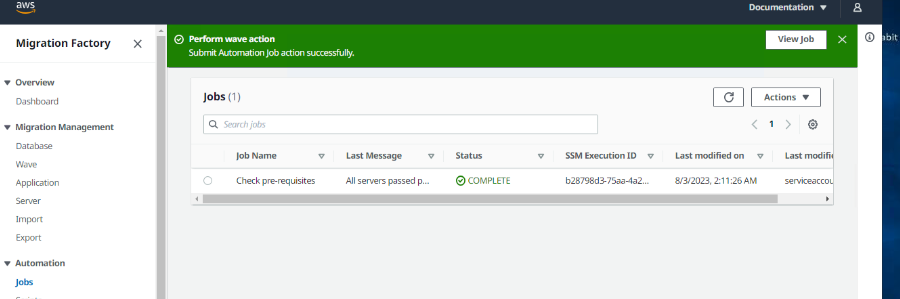 aws
Documentation
Migration Factory
Overview
Dashboard
Migration Management
Database
Wave
Application
Server
Import
Export
Automation
Jobs
Perform wave action
Submit Automation Job action successfully.
View Job
abit
Jobs (1)
Actions
Search jobs
1
Job Name Last Message Status SSM Execution ID Last modified on Last modifi
Check pre-requisites All servers passed p... COMPLETE b28798d3-75aa-4a2... 8/3/2023, 2:11:26 AM serviceaccou